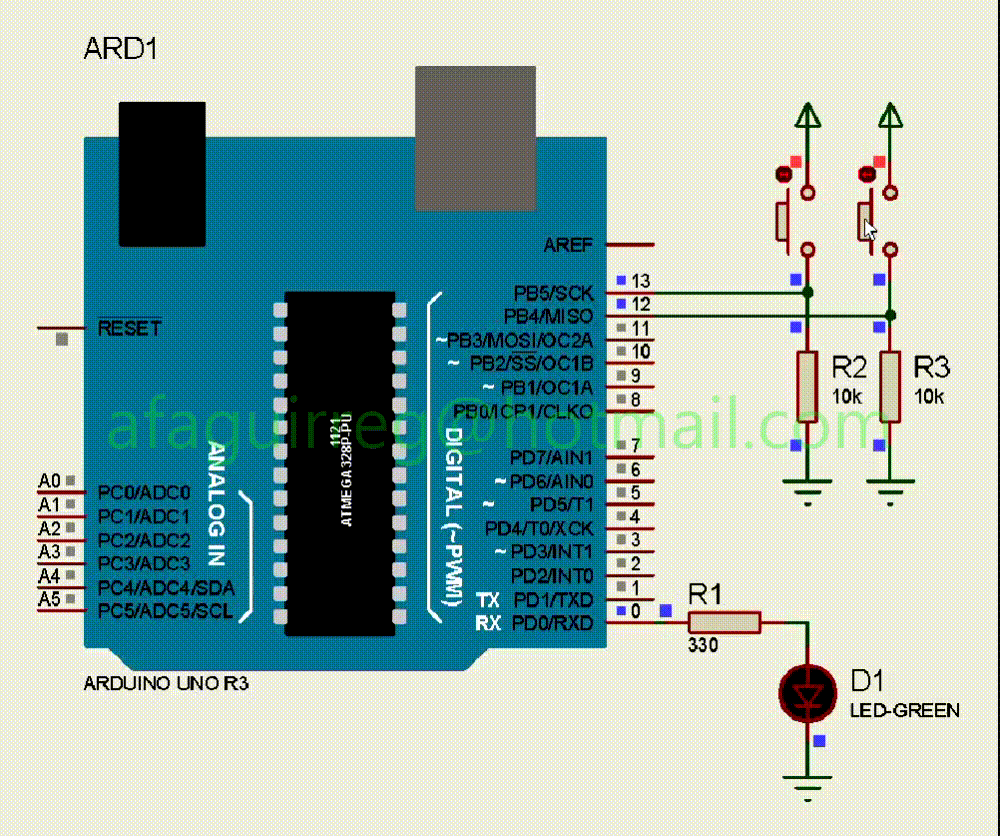 ARD1
AREF
13
PB5/SCK
12
PB4/MISO
11
~PB3/MOSI/OC2A
10
~ PB2/SS/OC1B
9
~ PB1/OC1A
8
PB0/ICP1/CLKO
7
PD7/AIN1
6
~ PD6/AIN0
5
~ PD5/T1
4
PD4/T0/XCK
3
~ PD3/INT1
2
PD2/INT0
1
TX PD1/TXD
0
RX PD0/RXD
RESET
A0
PC0/ADC0
A1
PC1/ADC1
A2
PC2/ADC2
A3
PC3/ADC3
A4
PC4/ADC4/SDA
A5
PC5/ADC5/SCL
ANALOG IN
1121
ATMEGA328P-PU
DIGITAL (~PWM)
afaguirreg@hotmail.com
R2
10k
R3
10k
R1
330
D1
LED-GREEN
ARDUINO UNO R3